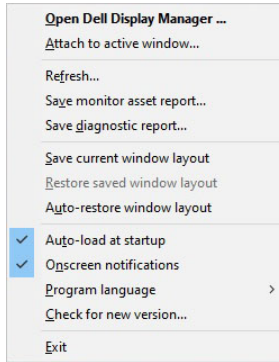 Open Dell Display Manager ...
Attach to active window...
Refresh...
Save monitor asset report...
Save diagnostic report...
Save current window layout
Restore saved window layout
Auto-restore window layout
Auto-load at startup
Onscreen notifications
Program language
Check for new version...
Exit